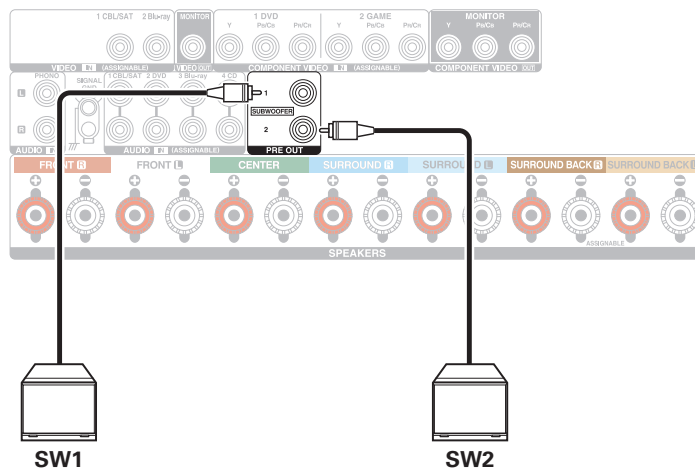 1 CBL/SAT 2 Blu-ray MONITOR 1 DVD 2 GAME MONITOR
Y PB/CB PR/CR Y PB/CB PR/CR Y PB/CB PR/CR
VIDEO IN (ASSIGNABLE) VIDEO OUT COMPONENT VIDEO IN (ASSIGNABLE) COMPONENT VIDEO OUT
PHONO SIGNAL GND 1 CBL/SAT 2 DVD 3 Blu-ray 4 CD
L 1
SUBWOOFER
R 2
AUDIO IN AUDIO IN (ASSIGNABLE) PRE OUT
FRONT R FRONT L CENTER SURROUND R SURROUND L SURROUND BACK R SURROUND BACK
ASSIGNABLE
SPEAKERS
SW1 SW2